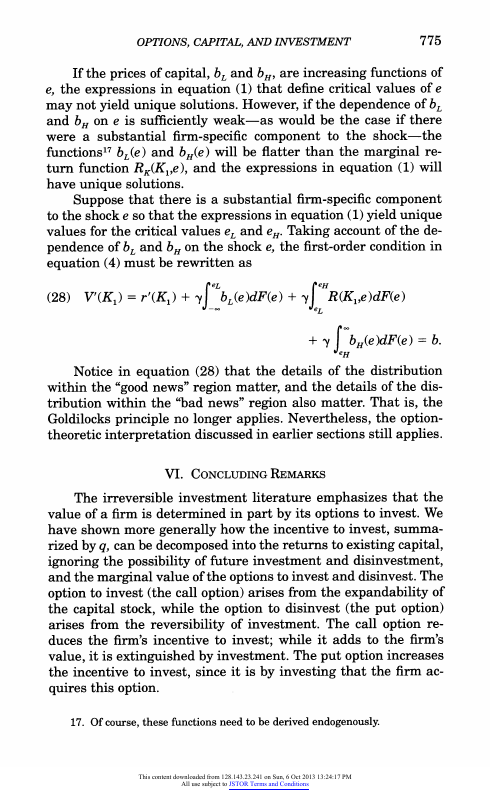 OPTIONS, CAPITAL, AND INVESTMENT 775
If the prices of capital, b_L and b_H, are increasing functions of
e, the expressions in equation (1) that define critical values of e
may not yield unique solutions. However, if the dependence of b_L
and b_H on e is sufficiently weak—as would be the case if there
were a substantial firm-specific component to the shock—the
functions¹⁷ b_L(e) and b_H(e) will be flatter than the marginal re-
turn function R_K(K₁,e), and the expressions in equation (1) will
have unique solutions.
Suppose that there is a substantial firm-specific component
to the shock e so that the expressions in equation (1) yield unique
values for the critical values e_L and e_H. Taking account of the de-
pendence of b_L and b_H on the shock e, the first-order condition in
equation (4) must be rewritten as
(28) V′(K₁) = r′(K₁) + γ∫_{−∞}^{e_L} b_L(e)dF(e) + γ∫_{e_L}^{e_H} R(K₁,e)dF(e)
+ γ ∫_{e_H}^{∞} b_H(e)dF(e) = b.
Notice in equation (28) that the details of the distribution
within the “good news” region matter, and the details of the dis-
tribution within the “bad news” region also matter. That is, the
Goldilocks principle no longer applies. Nevertheless, the option-
theoretic interpretation discussed in earlier sections still applies.
VI. CONCLUDING REMARKS
The irreversible investment literature emphasizes that the
value of a firm is determined in part by its options to invest. We
have shown more generally how the incentive to invest, summa-
rized by q, can be decomposed into the returns to existing capital,
ignoring the possibility of future investment and disinvestment,
and the marginal value of the options to invest and disinvest. The
option to invest (the call option) arises from the expandability of
the capital stock, while the option to disinvest (the put option)
arises from the reversibility of investment. The call option re-
duces the firm’s incentive to invest; while it adds to the firm’s
value, it is extinguished by investment. The put option increases
the incentive to invest, since it is by investing that the firm ac-
quires this option.
17. Of course, these functions need to be derived endogenously.
This content downloaded from 128.143.23.241 on Sun, 6 Oct 2013 13:24:17 PM
All use subject to JSTOR Terms and Conditions